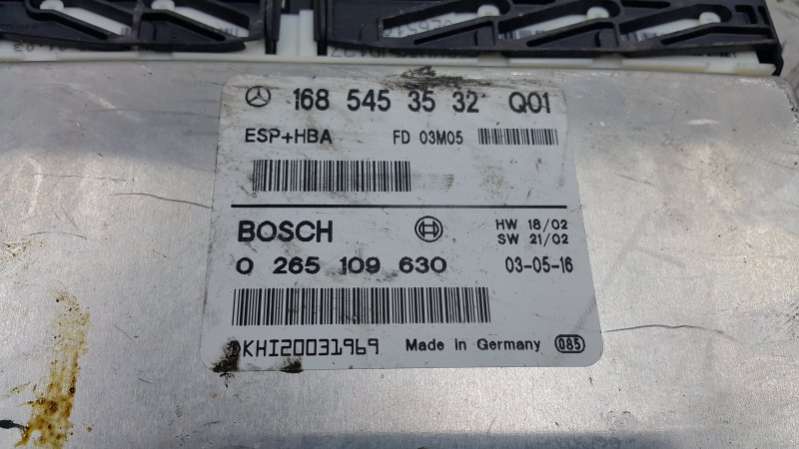 168 545 35 32 Q01
ESP+HBA FD 03M05
BOSCH HW 18/02
SW 21/02
0 265 109 630 03-05-16
KHI20031969 Made in Germany 085